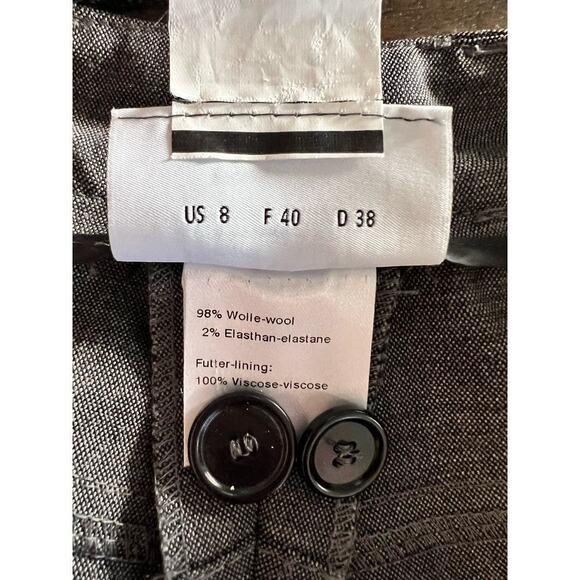 US 8 F 40 D 38
98% Wolle-wool
2% Elasthan-elastane
Futter-lining:
100% Viscose-viscose